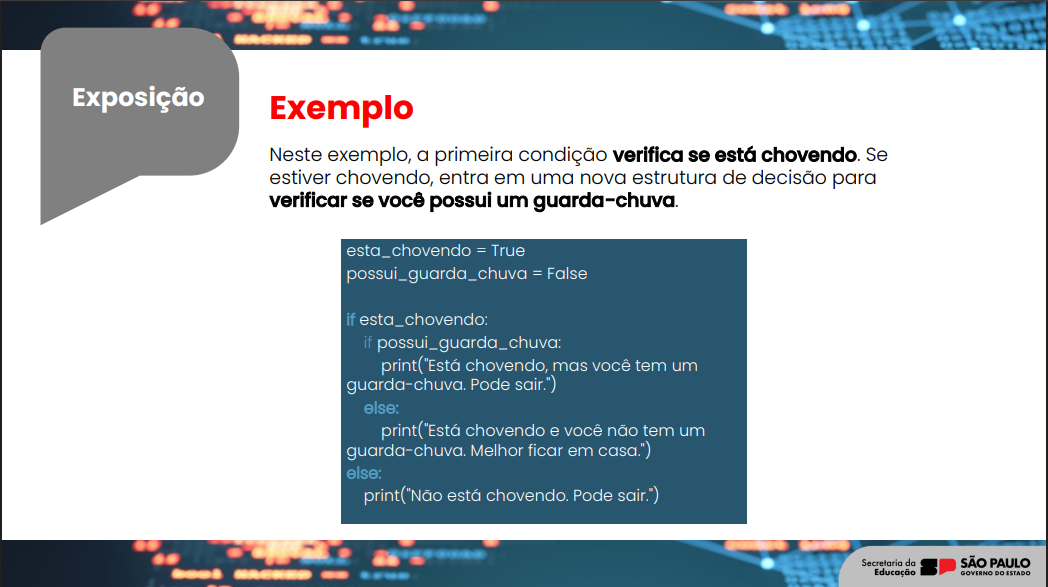 Exposição
Exemplo
Neste exemplo, a primeira condição verifica se está chovendo. Se
estiver chovendo, entra em uma nova estrutura de decisão para
verificar se você possui um guarda-chuva.
esta_chovendo = True
possui_guarda_chuva = False
if esta_chovendo:
if possui_guarda_chuva:
print("Está chovendo, mas você tem um
guarda-chuva. Pode sair.")
else:
print("Está chovendo e você não tem um
guarda-chuva. Melhor ficar em casa.")
else:
print("Não está chovendo. Pode sair.")
Secretaria da
Educação
SP
SÃO PAULO
GOVERNO DO ESTADO